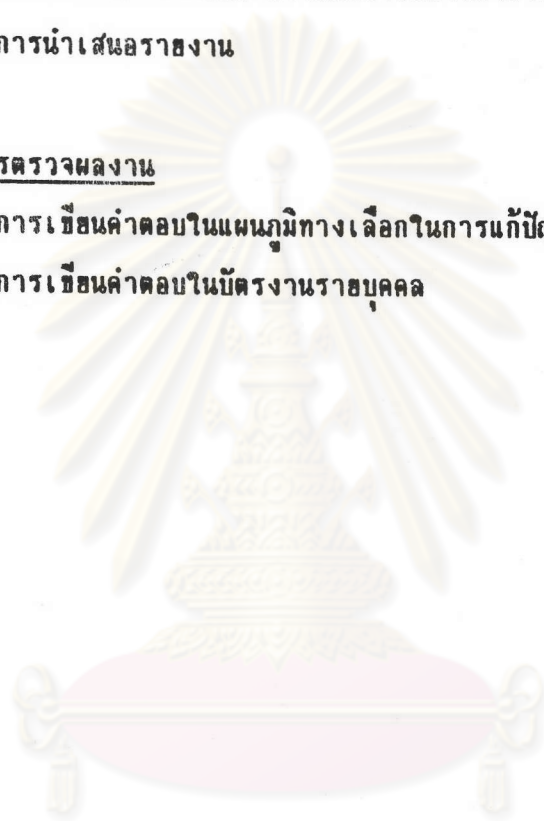 การนำเสนอรายงาน
รตรวจผลงาน
การเขียนคำตอบในแผนภูมิทางเลือกในการแก้ปัญ
การเขียนคำตอบในบัตรงานรายบุคคล